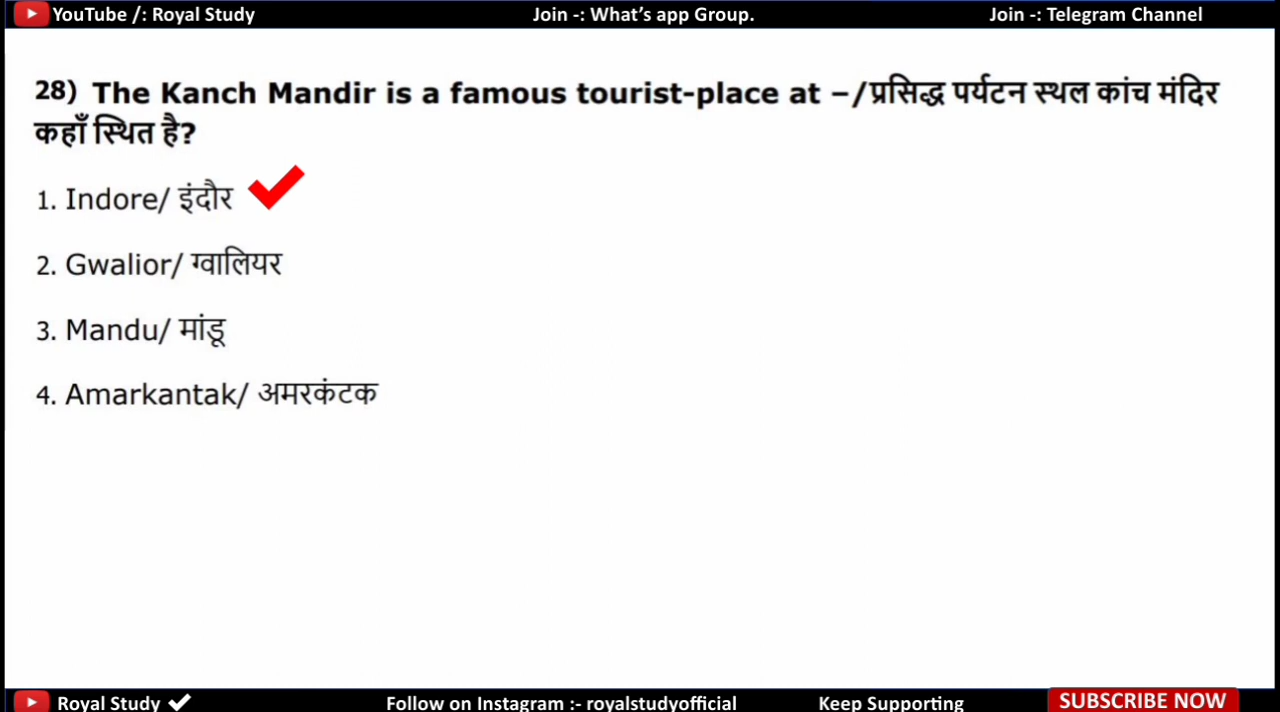 YouTube /: Royal Study Join -: What's app Group. Join -: Telegram Channel
28) The Kanch Mandir is a famous tourist-place at –/प्रसिद्ध पर्यटन स्थल कांच मंदिर
कहाँ स्थित है?
1. Indore/ इंदौर
2. Gwalior/ ग्वालियर
3. Mandu/ मांडू
4. Amarkantak/ अमरकंटक
Royal Study Follow on Instagram :- royalstudyofficial Keep Supporting SUBSCRIBE NOW